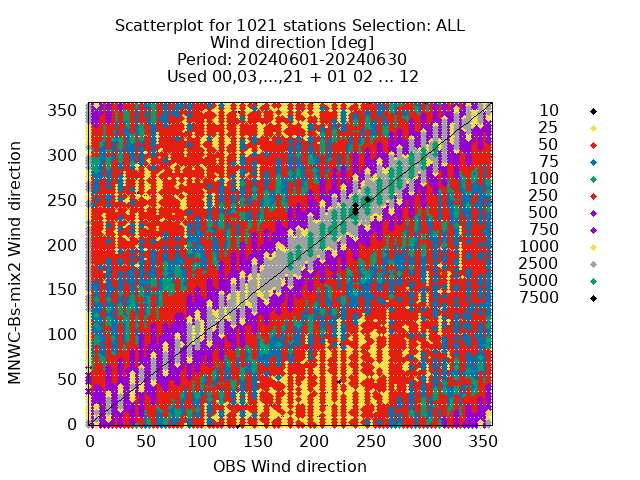 Scatterplot for 1021 stations Selection: ALL
Wind direction [deg]
Period: 20240601-20240630
Used 00,03,...,21 + 01 02 ... 12
MNWC-Bs-mix2 Wind direction
350
300
250
200
150
100
50
0
0 50 100 150 200 250 300 350
OBS Wind direction
10
25
50
75
100
250
500
750
1000
2500
5000
7500